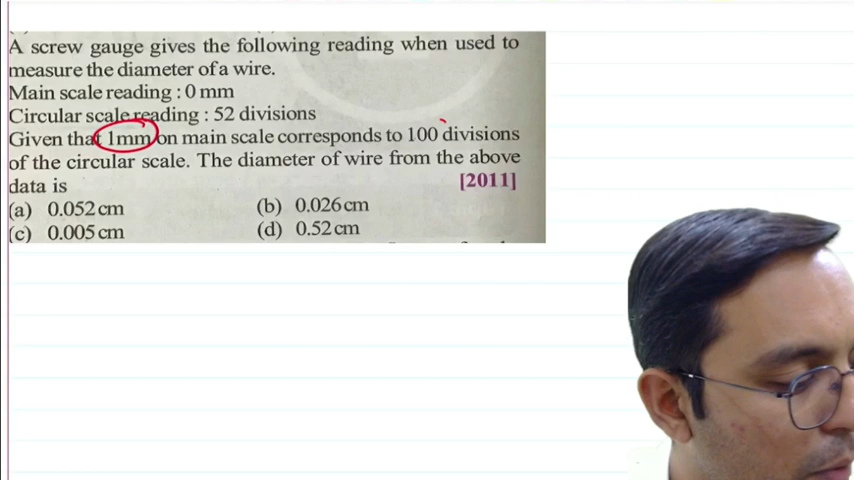 A screw gauge gives the following reading when used to
measure the diameter of a wire.
Main scale reading : 0 mm
Circular scale reading : 52 divisions
Given that 1mm on main scale corresponds to 100 divisions
of the circular scale. The diameter of wire from the above
data is [2011]
(a) 0.052 cm (b) 0.026 cm
(c) 0.005 cm (d) 0.52 cm